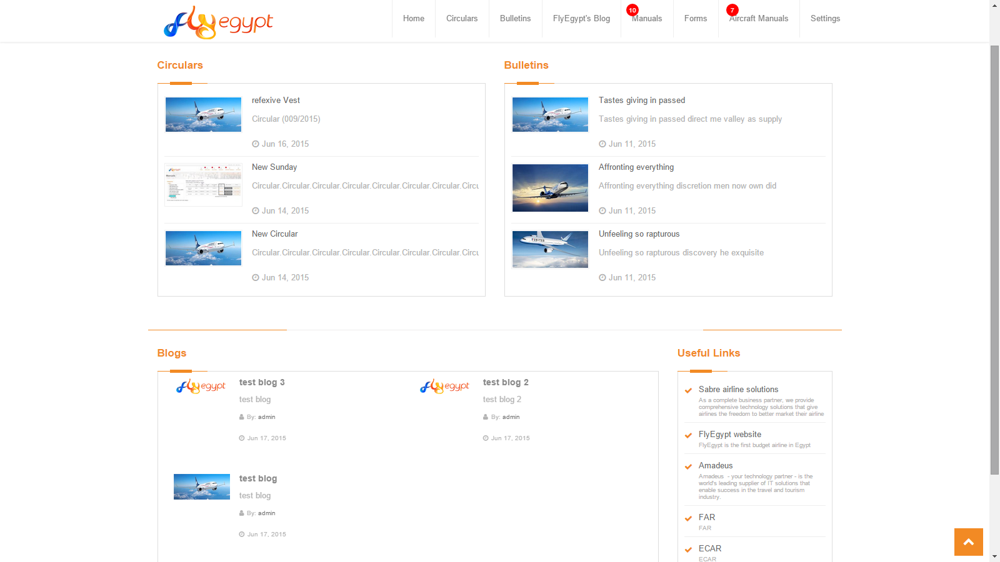 Fly egypt
Home
Circulars
Bulletins
FlyEgypt's Blog
10
Manuals
Forms
7
Aircraft Manuals
Settings
Circulars
refexive Vest
Circular (009/2015)
Jun 16, 2015
New Sunday
Circular.Circular.Circular.Circular.Circular.Circular.Circular.Circu
Jun 14, 2015
New Circular
Circular.Circular.Circular.Circular.Circular.Circular.Circular.Circu
Jun 14, 2015
Bulletins
Tastes giving in passed
Tastes giving in passed direct me valley as supply
Jun 11, 2015
Affronting everything
Affronting everything discretion men now own did
Jun 11, 2015
UNITED
Unfeeling so rapturous
Unfeeling so rapturous discovery he exquisite
Jun 11, 2015
Blogs
Fly egypt
test blog 3
test blog
By: admin
Jun 17, 2015
Fly egypt
test blog 2
test blog 2
By: admin
Jun 17, 2015
test blog
test blog
By: admin
Jun 17, 2015
Useful Links
Sabre airline solutions
As a complete business partner, we provide
comprehensive technology solutions that give
airlines the freedom to better market their airline
FlyEgypt website
FlyEgypt is the first budget airline in Egypt
Amadeus
Amadeus - your technology partner - is the
world's leading supplier of IT solutions that
enable success in the travel and tourism
industry.
FAR
FAR
ECAR
ECAR